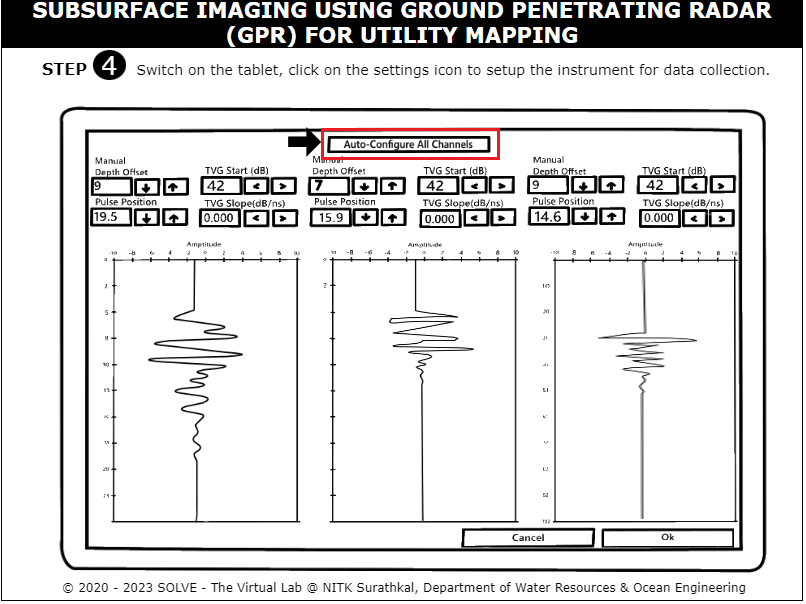 SUBSURFACE IMAGING USING GROUND PENETRATING RADAR
(GPR) FOR UTILITY MAPPING
STEP 4 Switch on the tablet, click on the settings icon to setup the instrument for data collection.
Auto-Configure All Channels
Manual
Depth Offset
9
TVG Start (dB)
42
Pulse Position
19.5
TVG Slope(dB/ns)
0.000
Manual
Depth Offset
7
TVG Start (dB)
42
Pulse Position
15.9
TVG Slope(dB/ns)
0.000
Manual
Depth Offset
9
TVG Start (dB)
42
Pulse Position
14.6
TVG Slope(dB/ns)
0.000
Amplitude
-10 -8 6 4 2 0 2 4 6 8 10
5
8
10
20
Amplitude
-10 -8 -6 -4 0 4 6 8 10
2
Amplitude
8 6 -4 -2 0 2 4 6 8
Cancel
Ok
© 2020 - 2023 SOLVE - The Virtual Lab @ NITK Surathkal, Department of Water Resources & Ocean Engineering